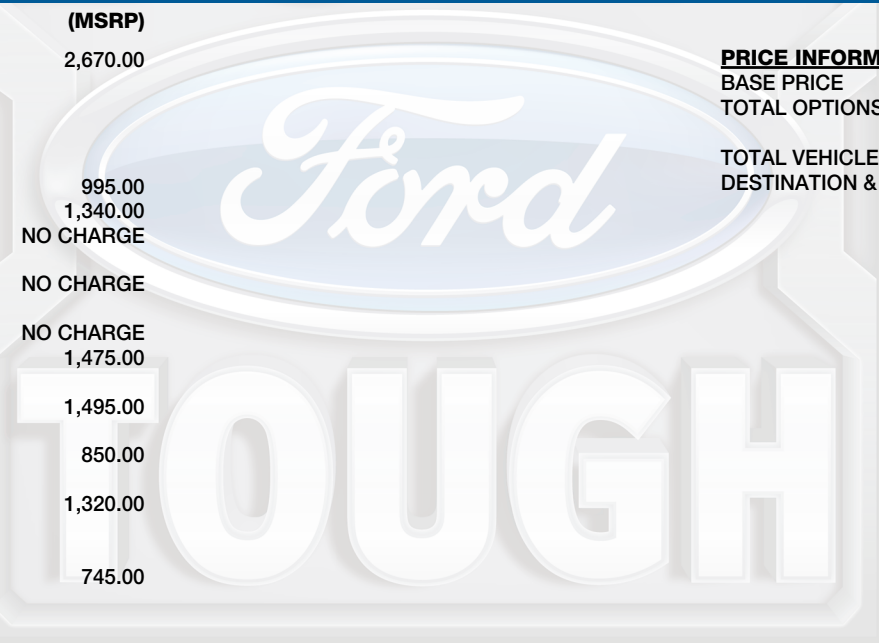 (MSRP)
2,670.00
995.00
1,340.00
NO CHARGE
NO CHARGE
NO CHARGE
1,475.00
1,495.00
850.00
1,320.00
745.00
PRICE INFORM
BASE PRICE
TOTAL OPTIONS
TOTAL VEHICLE
DESTINATION &
Ford
TOUGH